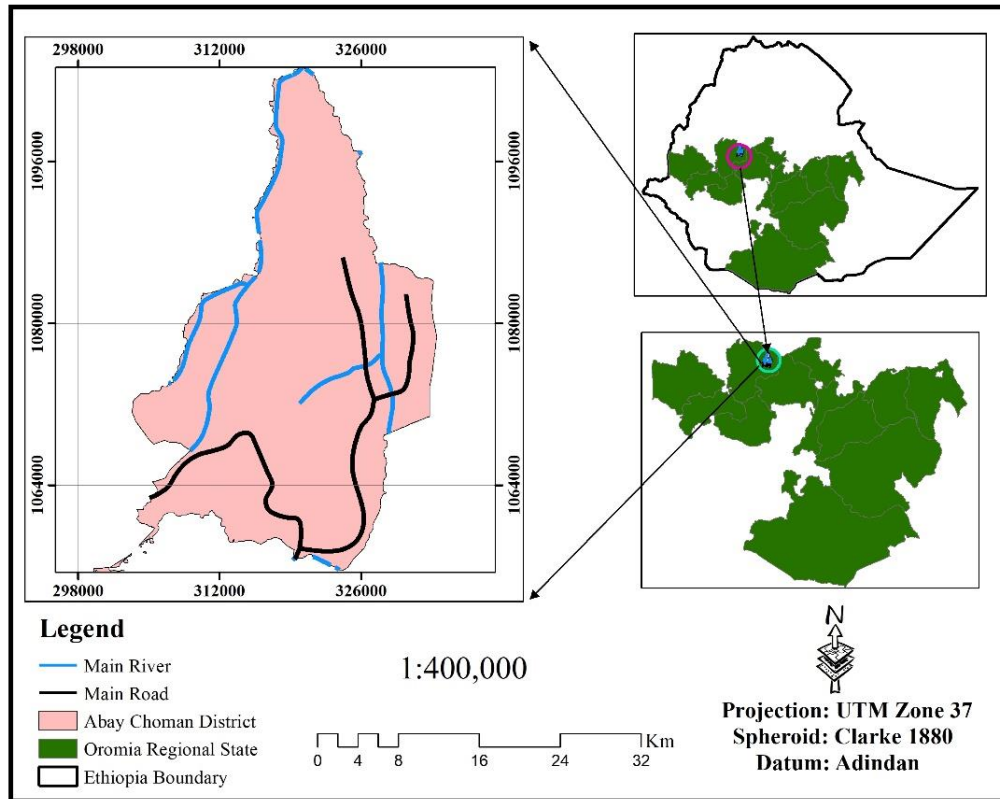 298000 312000 326000
1096000
1096000
1080000
1080000
1064000
1064000
298000 312000 326000
Legend
Main River
Main Road
Abay Choman District
Oromia Regional State
Ethiopia Boundary
1:400,000
Km
0 4 8 16 24 32
N
Projection: UTM Zone 37
Spheroid: Clarke 1880
Datum: Adindan